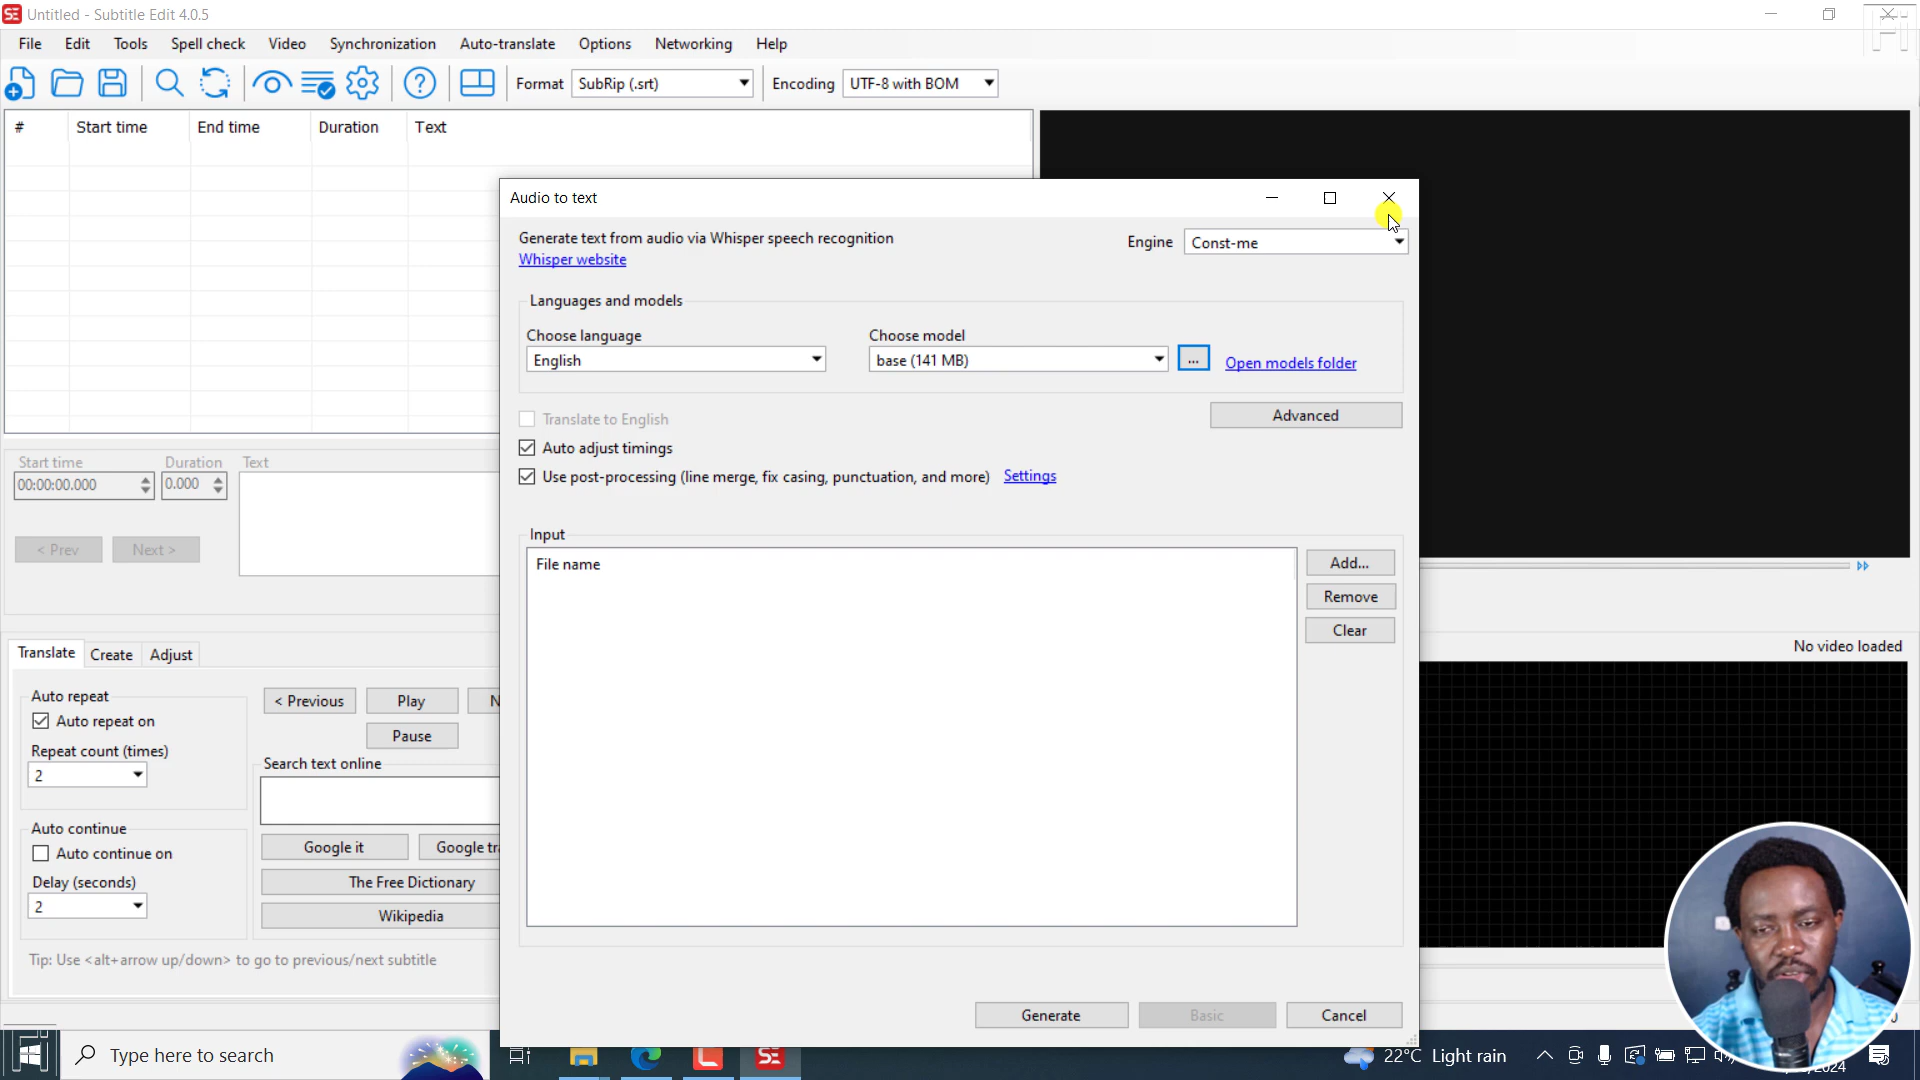 Untitled - Subtitle Edit 4.0.5
File Edit Tools Spell check Video Synchronization Auto-translate Options Networking Help
Format SubRip (.srt) Encoding UTF-8 with BOM
# Start time End time Duration Text
Audio to text
Generate text from audio via Whisper speech recognition
Engine Const-me
Whisper website
Languages and models
Choose language Choose model
English base (141 MB) ... Open models folder
Translate to English
Advanced
Auto adjust timings
Use post-processing (line merge, fix casing, punctuation, and more) Settings
Start time Duration Text
00:00:00.000 0.000
< Prev Next >
Input
File name
Add...
Remove
Clear
No video loaded
Translate Create Adjust
Auto repeat
Auto repeat on
Repeat count (times)
2
< Previous Play
Pause
Search text online
Auto continue
Auto continue on
Delay (seconds)
2
Google it Google
The Free Dictionary
Wikipedia
Tip: Use <alt+arrow up/down> to go to previous/next subtitle
Generate Basic Cancel
Type here to search
22°C Light rain